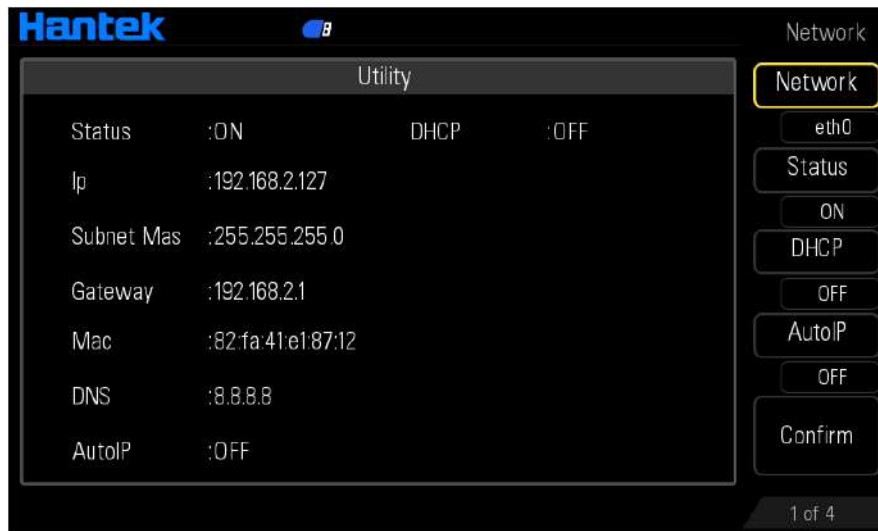 Hantek
Network
Utility
Status :ON DHCP :OFF
Ip :192.168.2.127
Subnet Mas :255.255.255.0
Gateway :192.168.2.1
Mac :82:fa:41:e1:87:12
DNS :8.8.8.8
AutoIP :OFF
Network
eth0
Status
ON
DHCP
OFF
AutoIP
OFF
Confirm
1 of 4